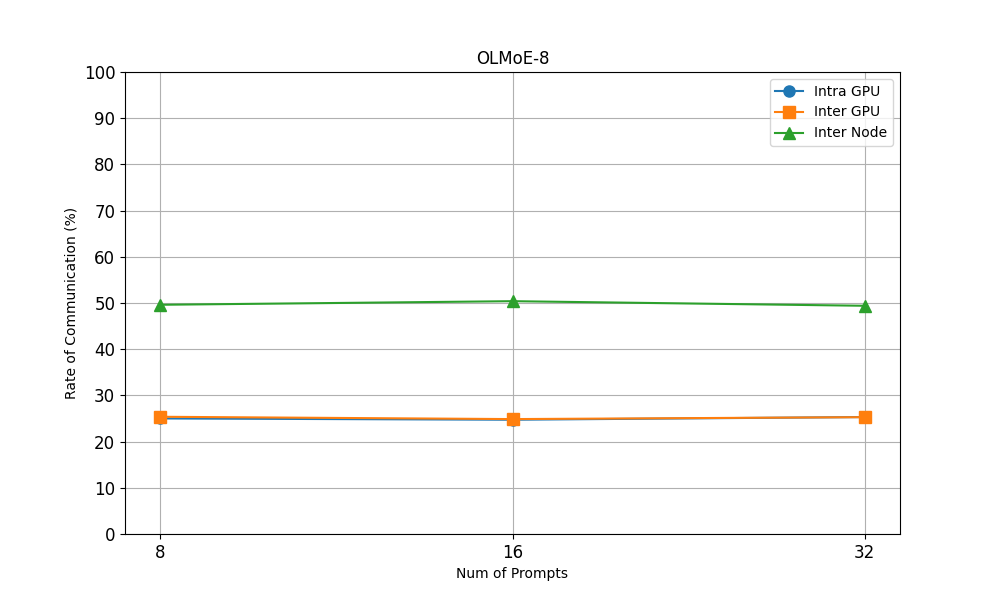 OLMoE-8
100
90
80
70
60
50
40
30
20
10
0
Rate of Communication (%)
Intra GPU
Inter GPU
Inter Node
8
16
32
Num of Prompts